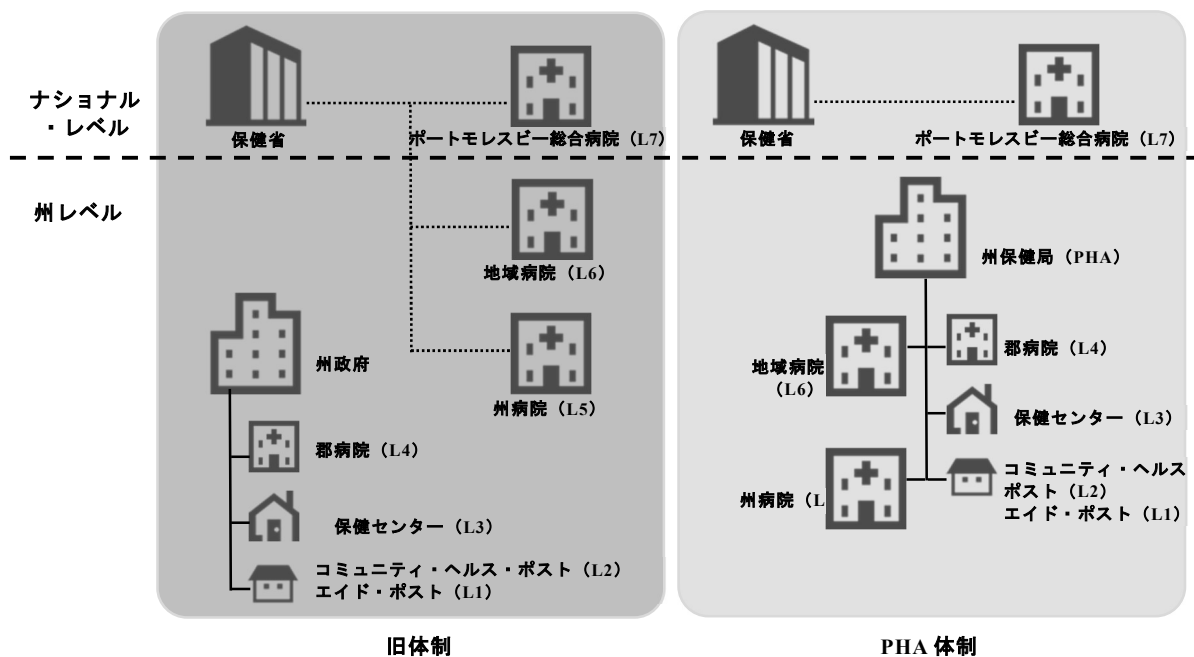 ナショナル
・レベル
保健省
ポートモレスビー総合病院（L7）
州レベル
地域病院（L6）
州政府
州病院（L5）
郡病院（L4）
保健センター（L3）
コミュニティ・ヘルス・ポスト（L2）
エイド・ポスト（L1）
旧体制
保健省
ポートモレスビー総合病院（L7）
州保健局（PHA）
地域病院
（L6）
郡病院（L4）
保健センター（L3）
州病院（L
コミュニティ・ヘルス
ポスト（L2）
エイド・ポスト（L1）
PHA 体制